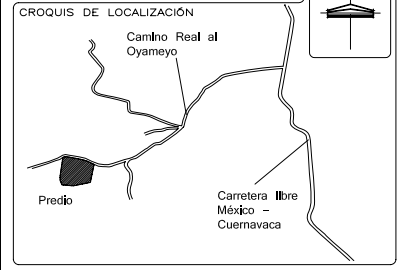 CROQUIS DE LOCALIZACIÓN
Camino Real al
Oyameyo
Predio
Carretera libre
México –
Cuernavaca